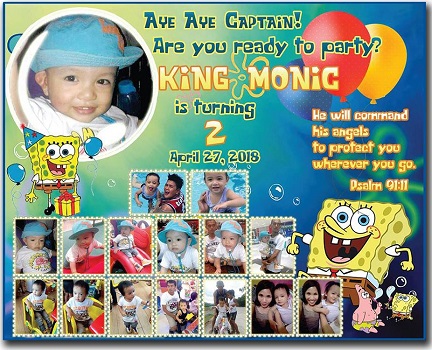 Aye Aye Captain!
Are you ready to party?
King Monic
is turning
2
April 27, 2018
He will command
his angels
to protect you
wherever you go.
Psalm 91:11